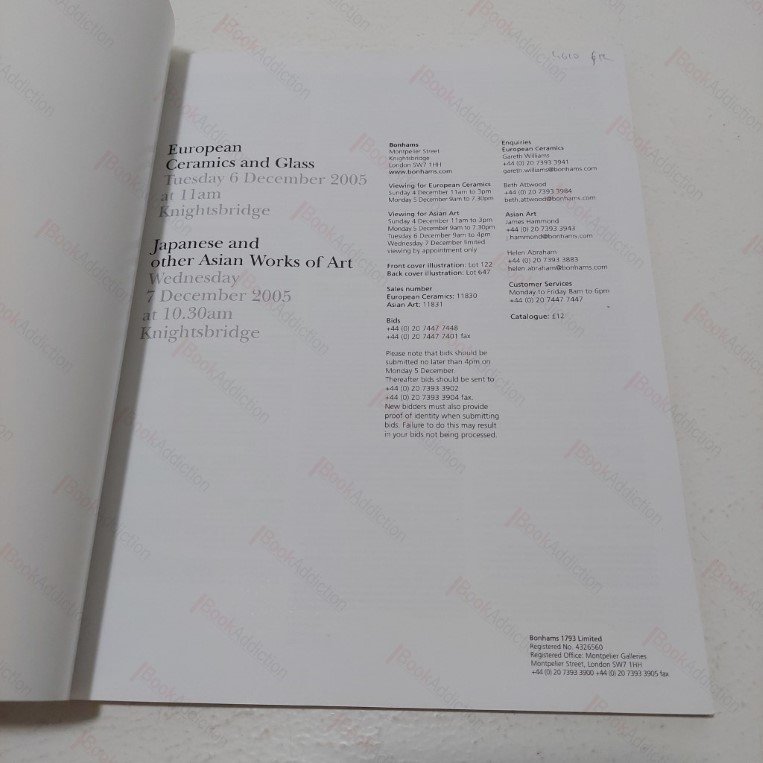 European
Ceramics and Glass
Tuesday 6 December 2005
at 11am
Knightsbridge
Japanese and
other Asian Works of Art
Wednesday
7 December 2005
at 10.30am
Knightsbridge
Bonhams
Montpelier Street
Knightsbridge
London SW7 1HH
www.bonhams.com
Viewing for European Ceramics
Sunday 4 December 11am to 3pm
Monday 5 December 9am to 7.30pm
Viewing for Asian Art
Sunday 4 December 11am to 3pm
Monday 5 December 9am to 7.30pm
Tuesday 6 December 9am to 4pm
Wednesday 7 December limited
viewing by appointment only
Front cover illustration: Lot 122
Back cover illustration: Lot 647
Sales number
European Ceramics: 11830
Asian Art: 11831
Bids
+44 (0) 20 7447 7448
+44 (0) 20 7447 7401 fax
Please note that bids should be
submitted no later than 4pm on
Monday 5 December.
Thereafter bids should be sent to
+44 (0) 20 7393 3902
+44 (0) 20 7393 3904 fax.
New bidders must also provide
proof of identity when submitting
bids. Failure to do this may result
in your bids not being processed.
Enquiries
European Ceramics
Gareth Williams
+44 (0) 20 7393 3941
gareth.williams@bonhams.com
Beth Attwood
+44 (0) 20 7393 3984
beth.attwood@bonhams.com
Asian Art
James Hammond
+44 (0) 20 7393 3943
j.hammond@bonhams.com
Helen Abraham
+44 (0) 20 7393 3883
helen.abraham@bonhams.com
Customer Services
Monday to Friday 8am to 6pm
+44 (0) 20 7447 7447
Catalogue: £12
Bonhams 1793 Limited
Registered No. 4326560
Registered Office: Montpelier Galleries
Montpelier Street, London SW7 1HH
+44 (0) 20 7393 3900 +44 (0) 20 7393 3905 fax
BookAddiction